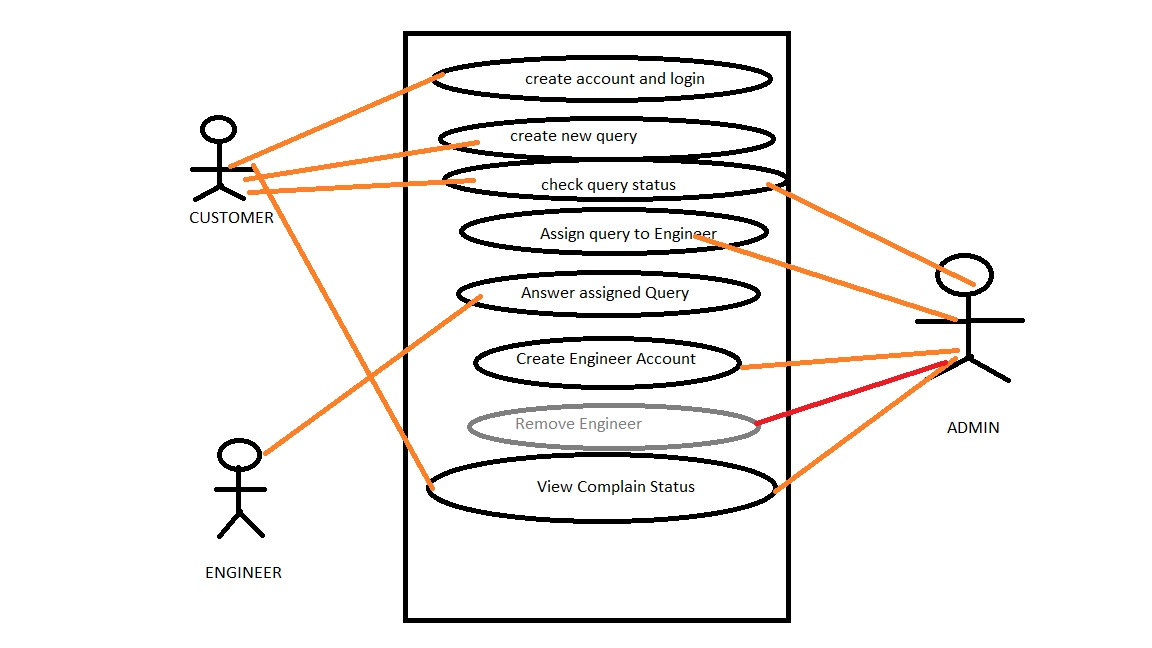 create account and login
create new query
check query status
CUSTOMER
Assign query to Engineer
Answer assigned Query
Create Engineer Account
Remove Engineer
ADMIN
View Complain Status
ENGINEER